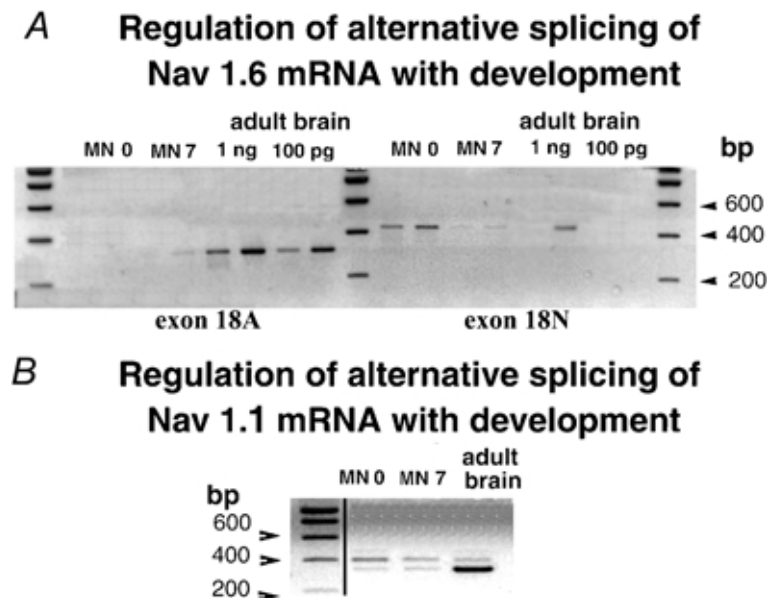 A Regulation of alternative splicing of
Nav 1.6 mRNA with development
adult brain adult brain
MN 0 MN 7 1 ng 100 pg MN 0 MN 7 1 ng 100 pg bp
600
400
200
exon 18A exon 18N
B Regulation of alternative splicing of
Nav 1.1 mRNA with development
adult
MN 0 MN 7 brain
bp
600
400
200